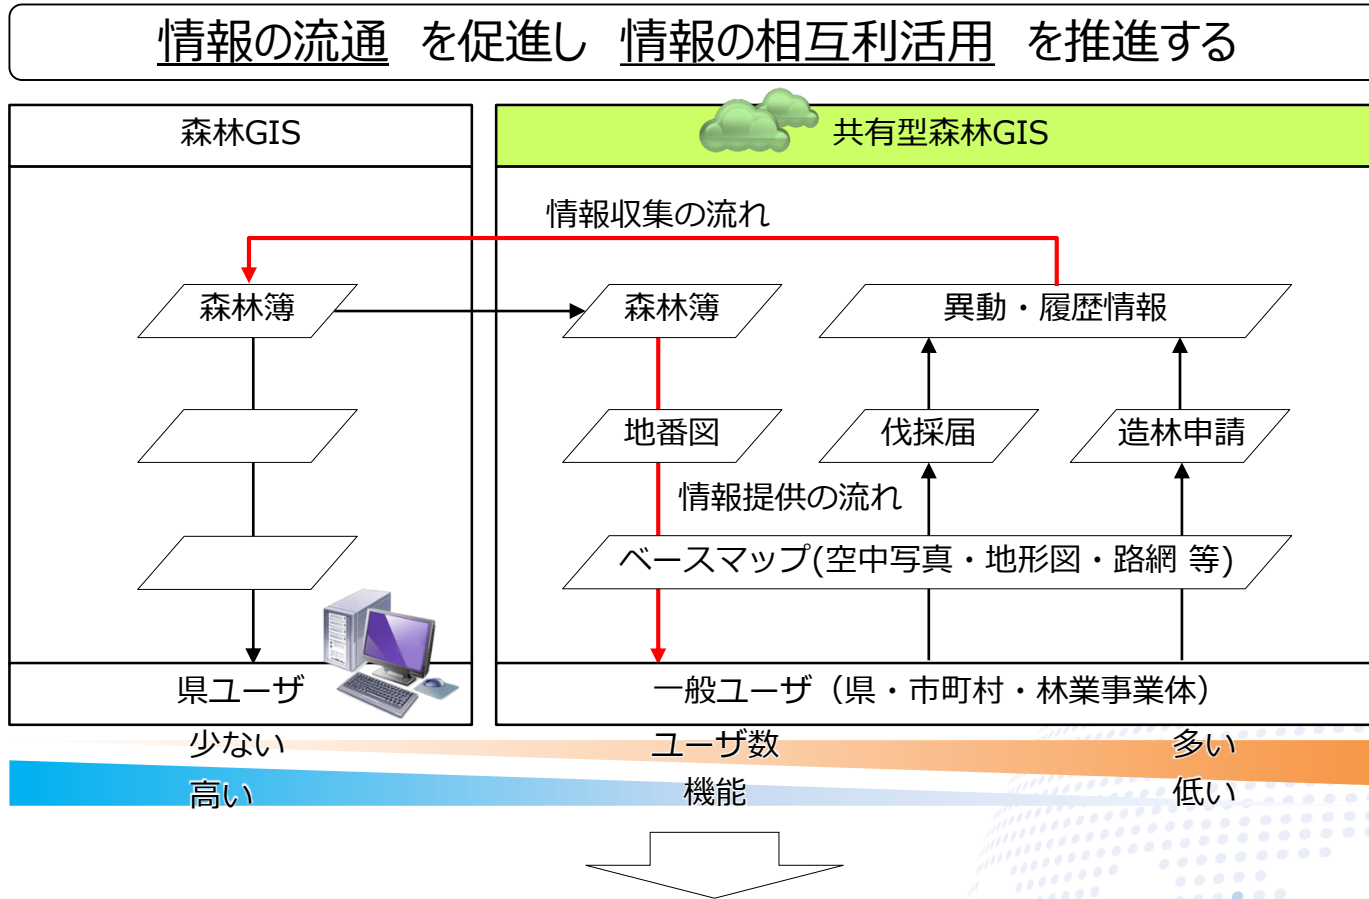 情報の流通 を促進し 情報の相互利活用 を推進する
森林GIS
共有型森林GIS
情報収集の流れ
森林簿
森林簿
異動・履歴情報
地番図
伐採届
造林申請
情報提供の流れ
ベースマップ(空中写真・地形図・路網 等)
県ユーザ
一般ユーザ（県・市町村・林業事業体）
少ない
ユーザ数
多い
高い
機能
低い